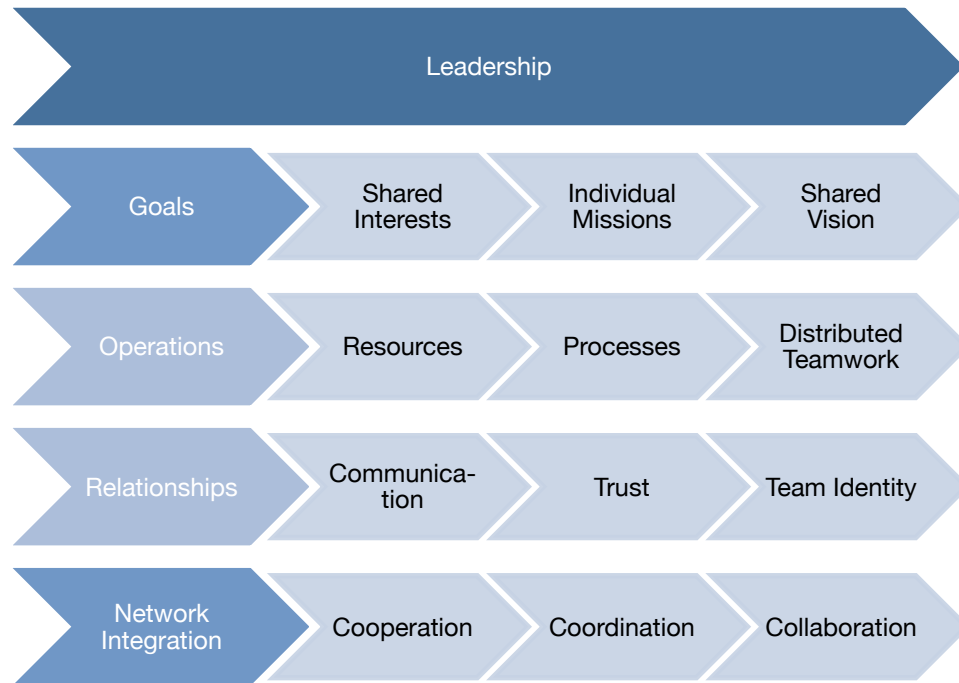 Leadership
Goals
Shared
Interests
Individual
Missions
Shared
Vision
Operations
Resources
Processes
Distributed
Teamwork
Relationships
Communica-
tion
Trust
Team Identity
Network
Integration
Cooperation
Coordination
Collaboration